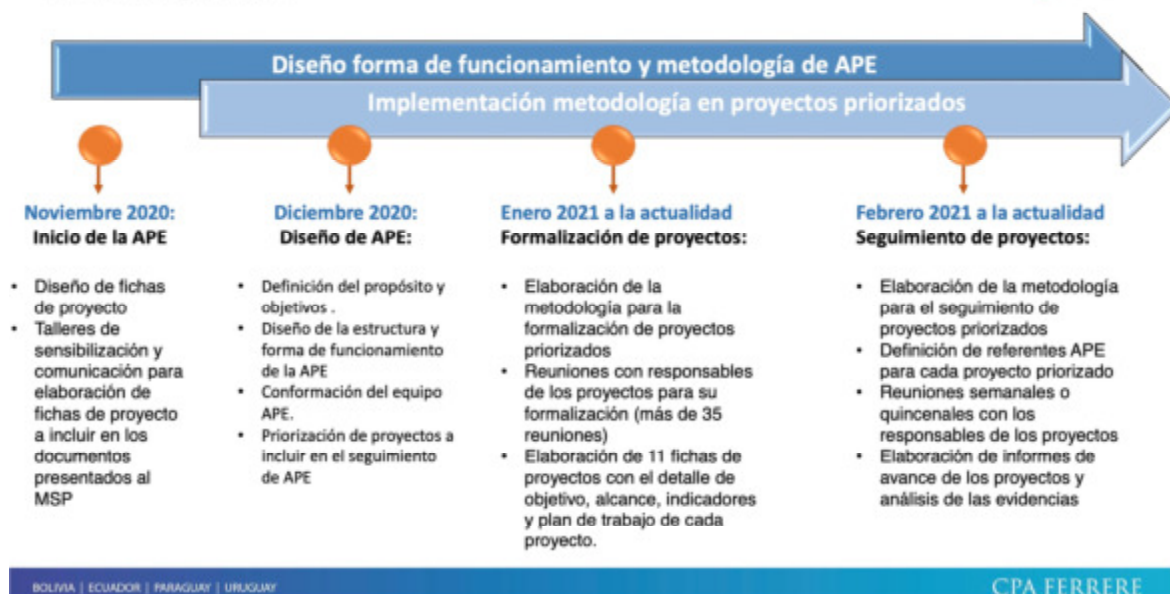 Diseño forma de funcionamiento y metodología de APE
Implementación metodología en proyectos priorizados
Noviembre 2020:
Inicio de la APE
• Diseño de fichas
de proyecto
• Talleres de
sensibilización y
comunicación para
elaboración de
fichas de proyecto
a incluir en los
documentos
presentados al
MSP
Diciembre 2020:
Diseño de APE:
• Definición del propósito y
objetivos .
• Diseño de la estructura y
forma de funcionamiento
de la APE
• Conformación del equipo
APE.
• Priorización de proyectos a
incluir en el seguimiento
de APE
Enero 2021 a la actualidad
Formalización de proyectos:
• Elaboración de la
metodología para la
formalización de proyectos
priorizados
• Reuniones con responsables
de los proyectos para su
formalización (más de 35
reuniones)
• Elaboración de 11 fichas de
proyectos con el detalle de
objetivo, alcance, indicadores
y plan de trabajo de cada
proyecto.
Febrero 2021 a la actualidad
Seguimiento de proyectos:
• Elaboración de la metodología
para el seguimiento de
proyectos priorizados
• Definición de referentes APE
para cada proyecto priorizado
• Reuniones semanales o
quincenales con los
responsables de los proyectos
• Elaboración de informes de
avance de los proyectos y
análisis de las evidencias
BOLIVIA | ECUADOR | PARAGUAY | URUGUAY
CPA FERRERE